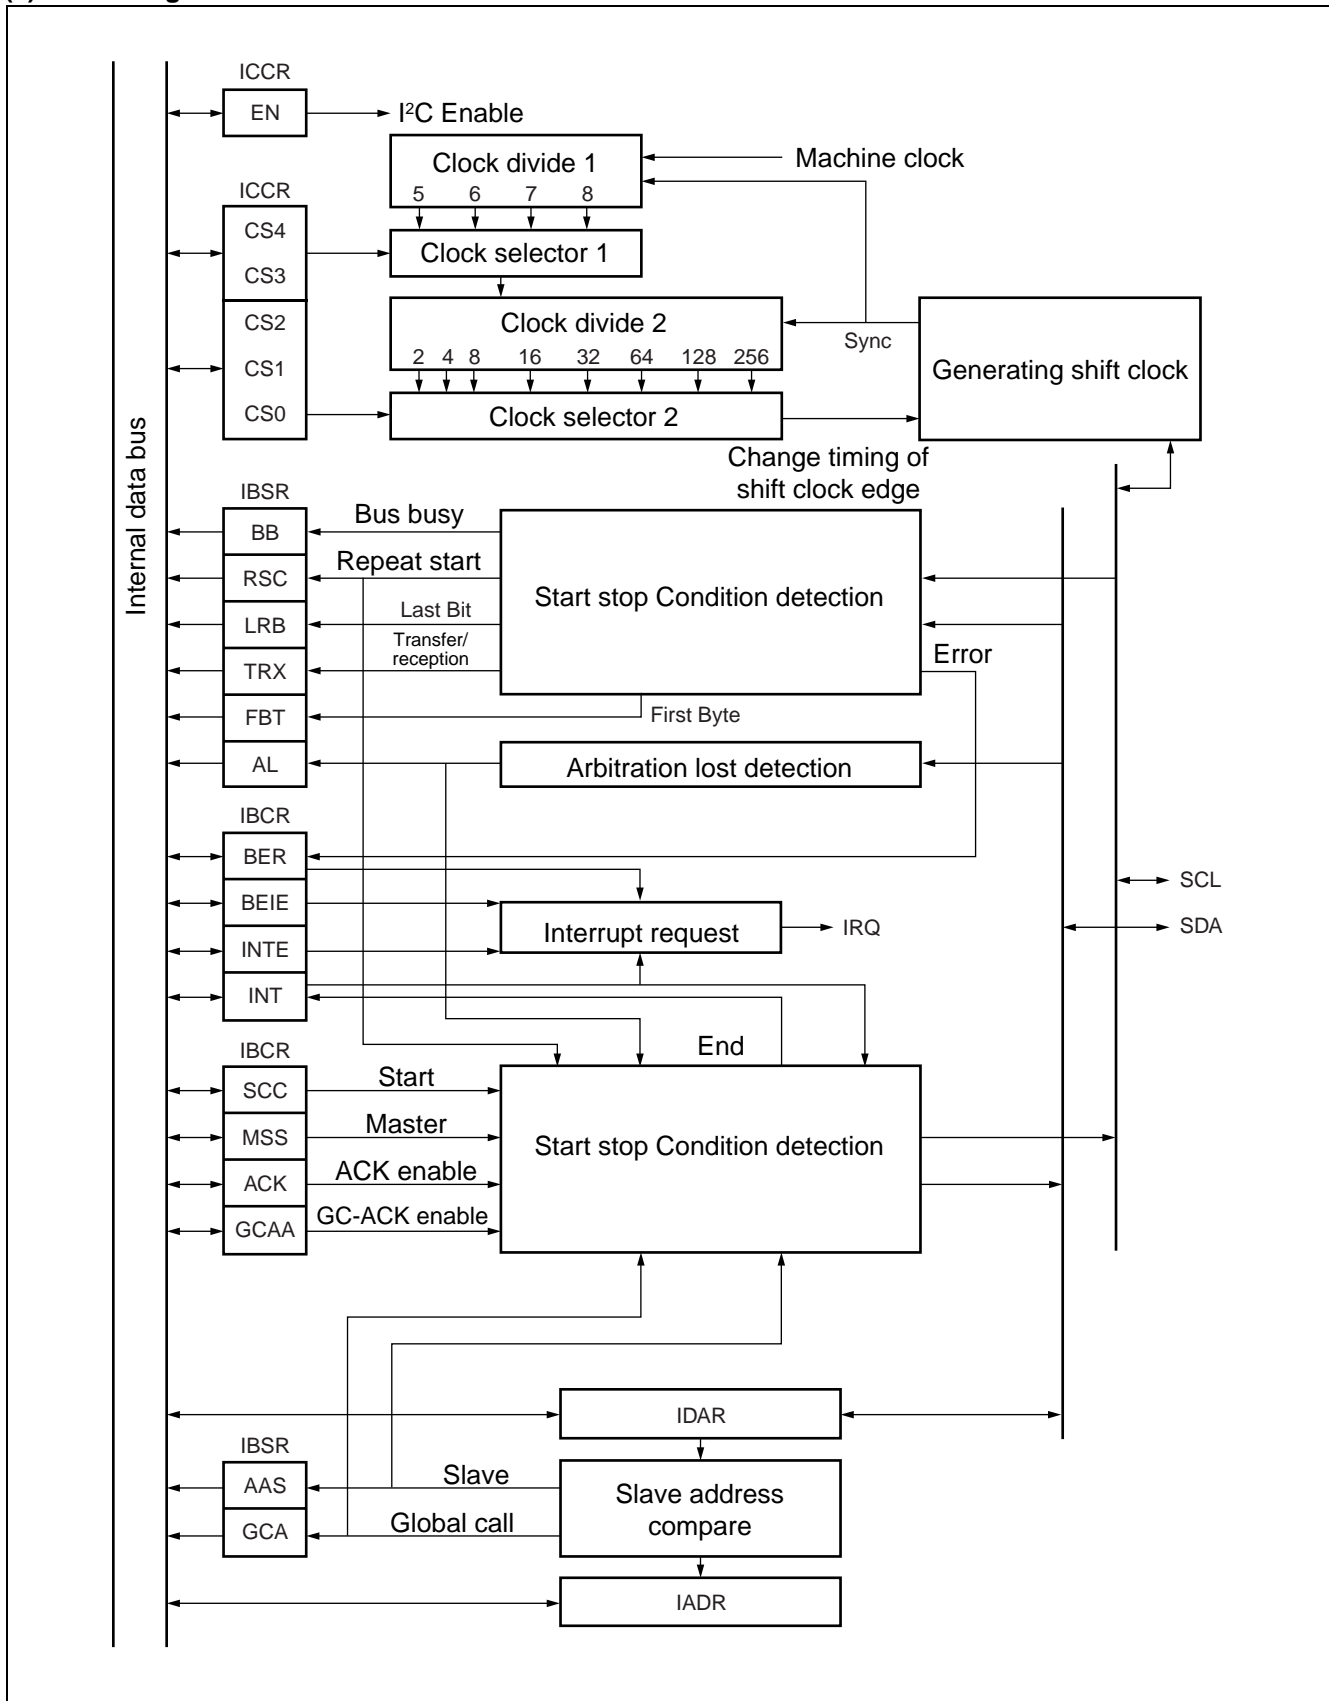 ICCR
EN
I²C Enable
Clock divide 1
Machine clock
5 6 7 8
ICCR
CS4
CS3
Clock selector 1
CS2
CS1
CS0
Clock divide 2
2 4 8 16 32 64 128 256
Sync
Generating shift clock
Clock selector 2
Change timing of
shift clock edge
Internal data bus
IBSR
BB
Bus busy
RSC
Repeat start
Start stop Condition detection
LRB
Last Bit
TRX
Transfer/
reception
Error
FBT
First Byte
AL
Arbitration lost detection
IBCR
BER
BEIE
SCL
Interrupt request
IRQ
SDA
INTE
INT
End
IBCR
SCC
Start
MSS
Master
Start stop Condition detection
ACK
ACK enable
GCAA
GC-ACK enable
IDAR
IBSR
AAS
Slave
Slave address
compare
GCA
Global call
IADR